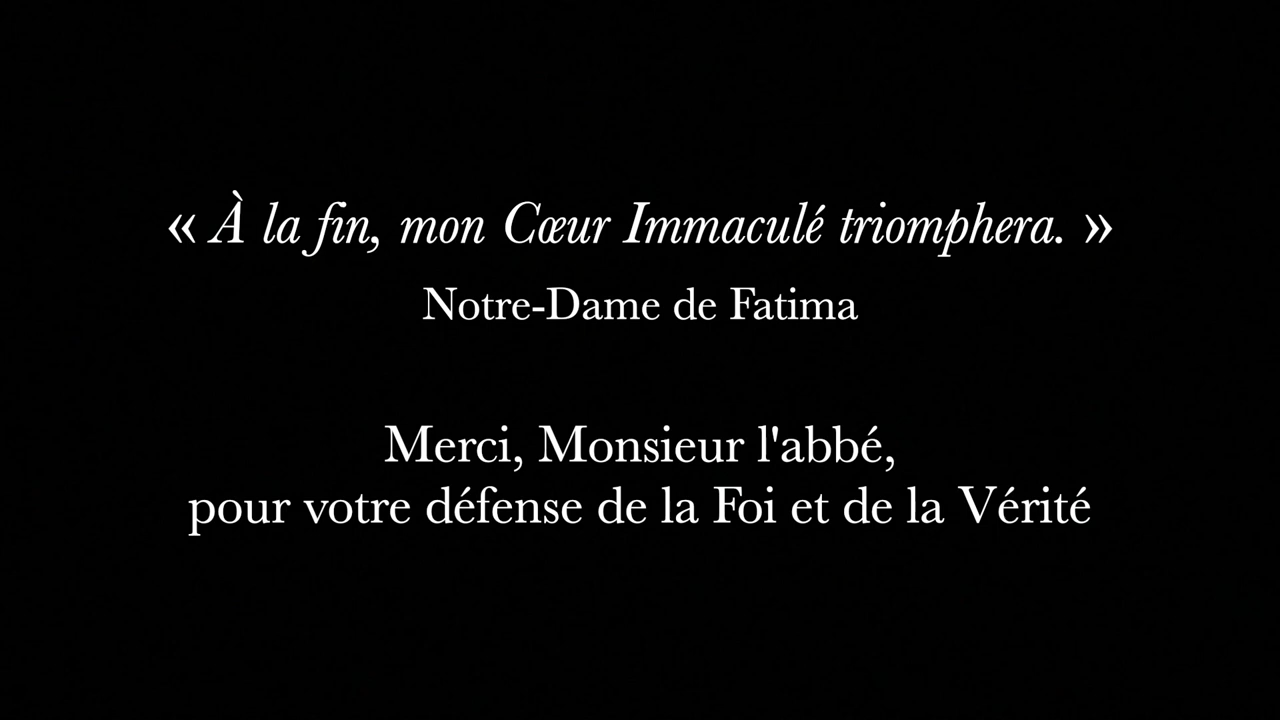 « À la fin, mon Cœur Immaculé triomphera. »
Notre-Dame de Fatima
Merci, Monsieur l'abbé,
pour votre défense de la Foi et de la Vérité